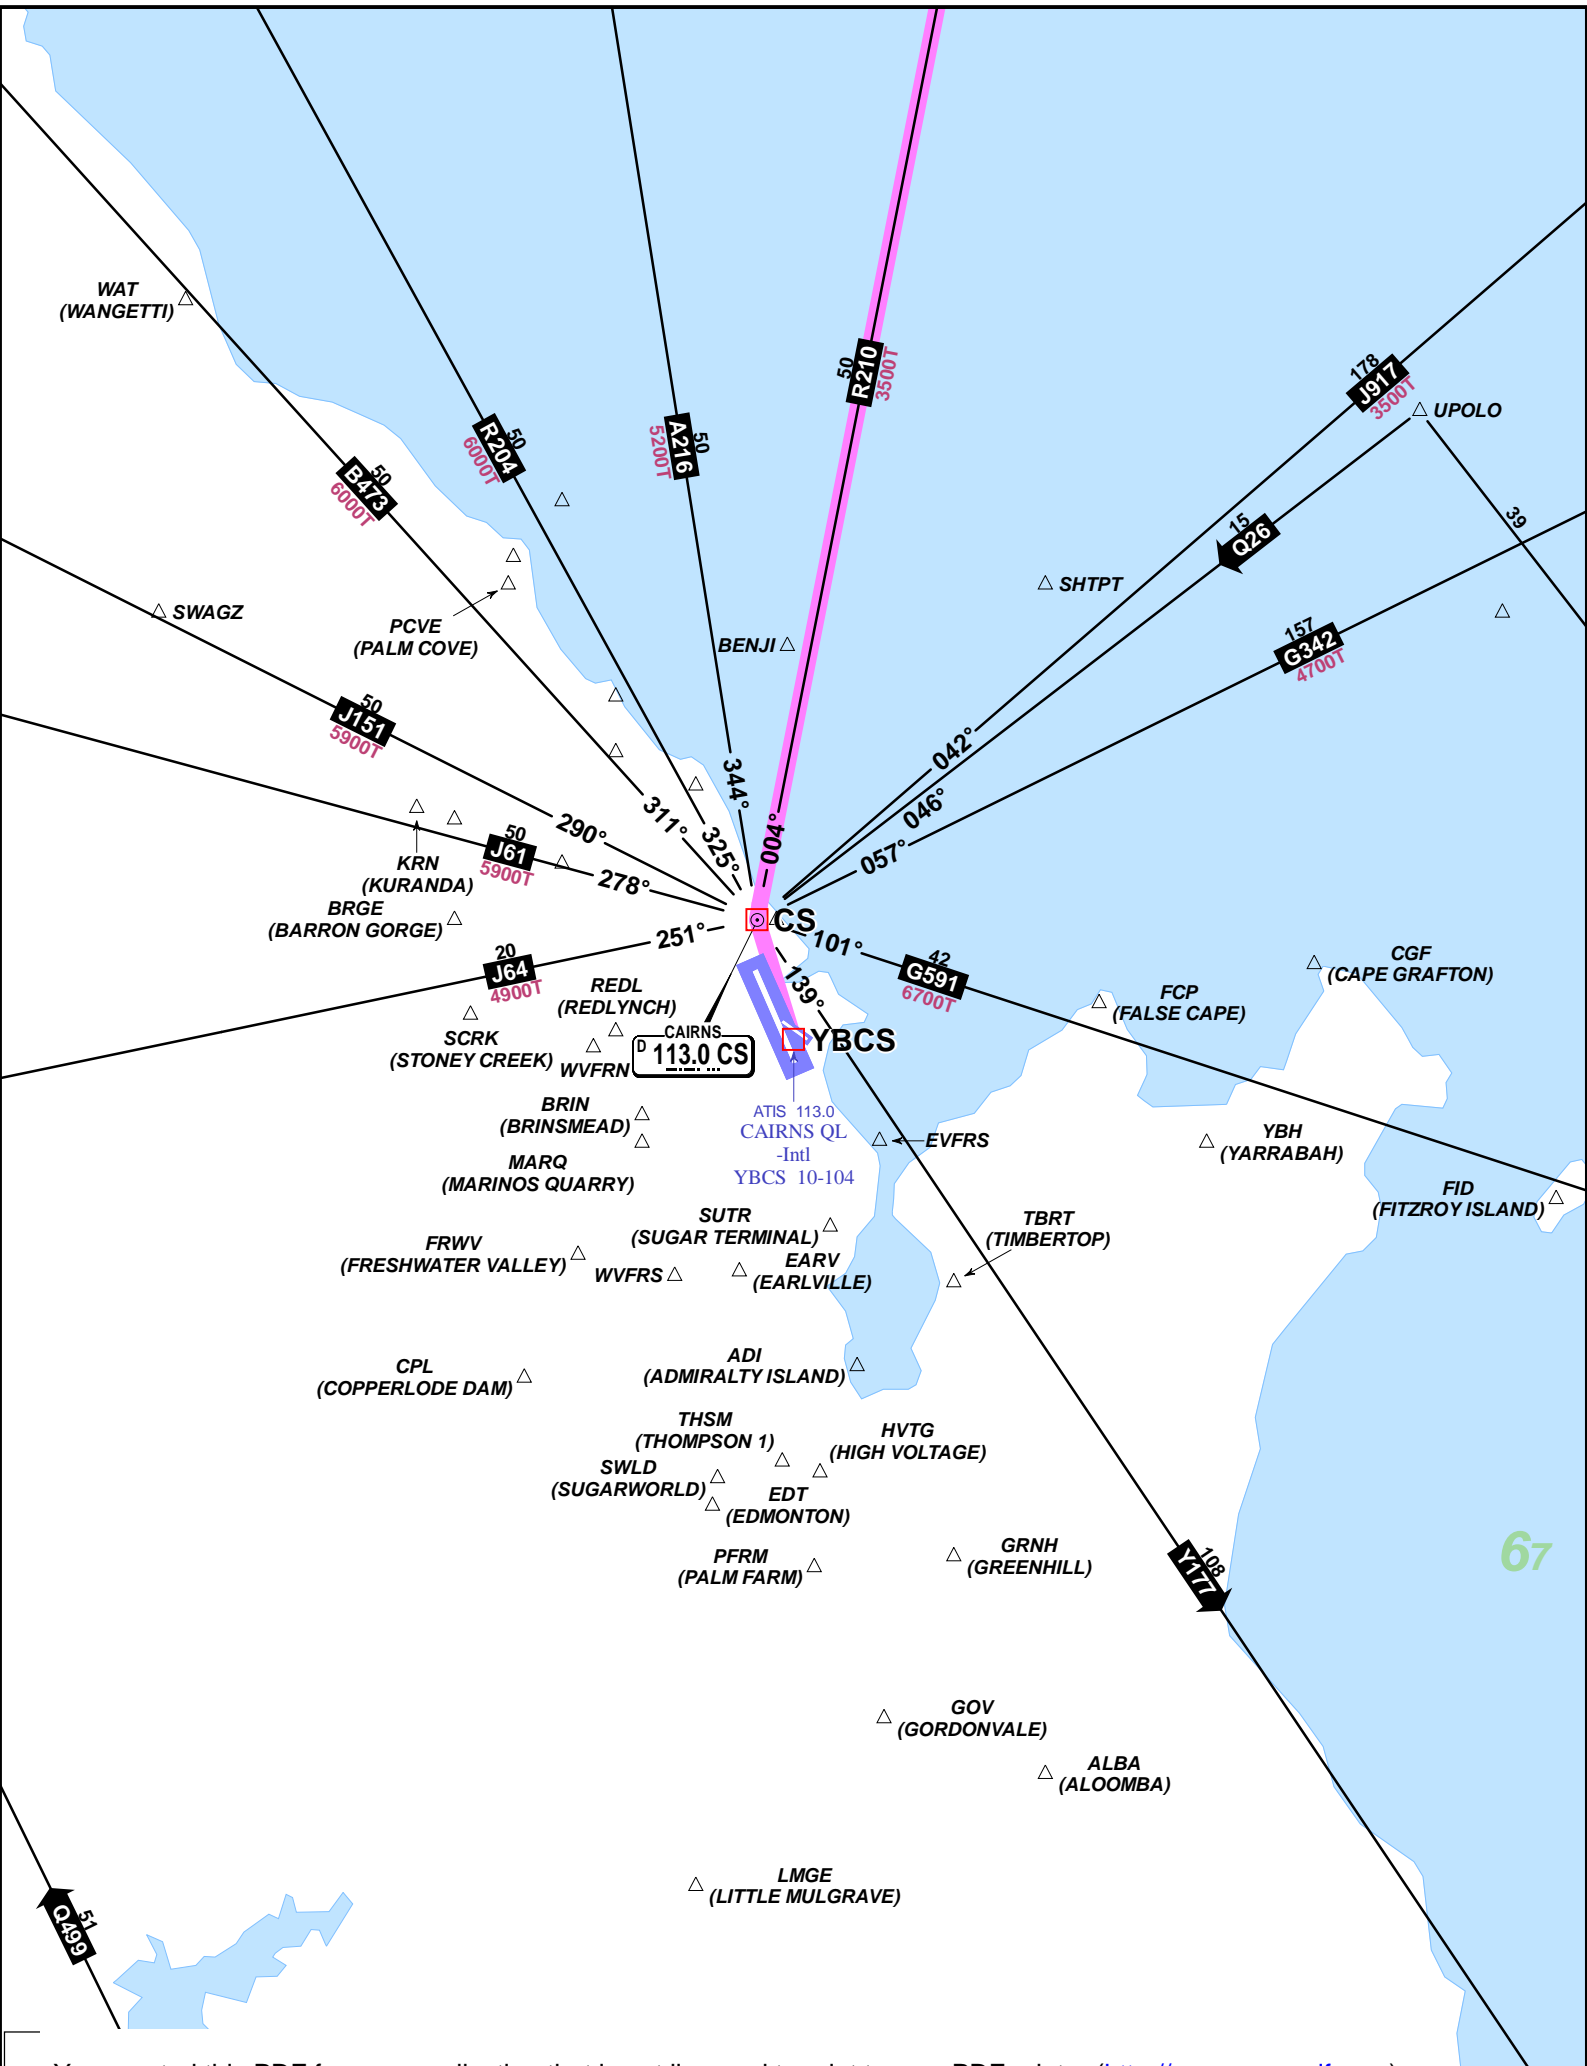 WAT
(WANGETTI)
50
R210
3500T
178
J917
3500T
UPOLO
50
R204
6000T
50
A216
5200T
50
B473
6000T
15
Q26
39
SHTPT
SWAGZ
PCVE
(PALM COVE)
BENJI
157
G342
4700T
50
J151
5900T
042°
344°
311°
325°
004°
046°
057°
290°
50
J61
5900T
278°
KRN
(KURANDA)
BRGE
(BARRON GORGE)
CS
251°
101°
20
J64
4900T
139°
42
G591
6700T
CGF
(CAPE GRAFTON)
FCP
(FALSE CAPE)
REDL
(REDLYNCH)
SCRK
(STONEY CREEK)
WVFRN
CAIRNS
D 113.0 CS
YBCS
ATIS 113.0
CAIRNS QL
-Intl
YBCS 10-104
BRIN
(BRINSMEAD)
MARQ
(MARINOS QUARRY)
EVFRS
YBH
(YARRABAH)
FID
(FITZROY ISLAND)
SUTR
(SUGAR TERMINAL)
TBRT
(TIMBERTOP)
FRWV
(FRESHWATER VALLEY)
WVFRS
EARV
(EARLVILLE)
CPL
(COPPERLODE DAM)
ADI
(ADMIRALTY ISLAND)
THSM
(THOMPSON 1)
HVTG
(HIGH VOLTAGE)
SWLD
(SUGARWORLD)
EDT
(EDMONTON)
PFRM
(PALM FARM)
GRNH
(GREENHILL)
108
Y177
67
GOV
(GORDONVALE)
ALBA
(ALOOMBA)
LMGE
(LITTLE MULGRAVE)
51
Q499